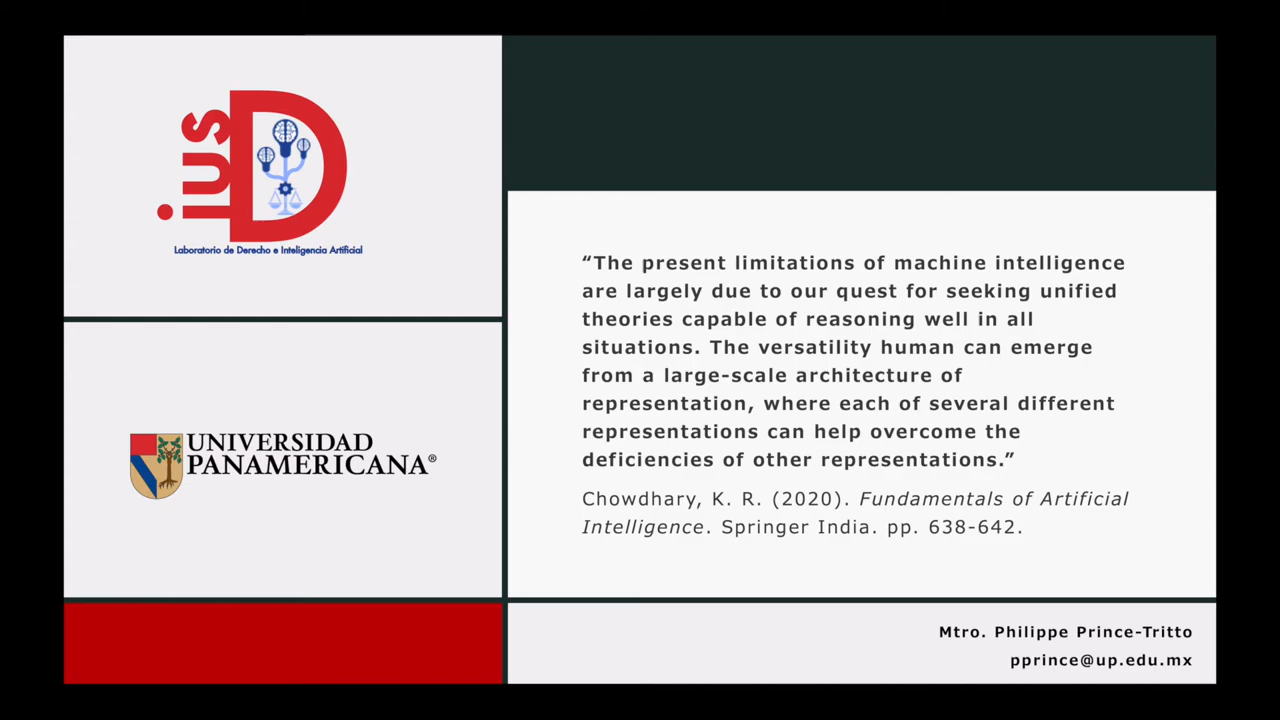 ius D
Laboratorio de Derecho e Inteligencia Artificial
UNIVERSIDAD
PANAMERICANA®
“The present limitations of machine intelligence
are largely due to our quest for seeking unified
theories capable of reasoning well in all
situations. The versatility human can emerge
from a large-scale architecture of
representation, where each of several different
representations can help overcome the
deficiencies of other representations.”
Chowdhary, K. R. (2020). Fundamentals of Artificial
Intelligence. Springer India. pp. 638-642.
Mtro. Philippe Prince-Tritto
pprince@up.edu.mx